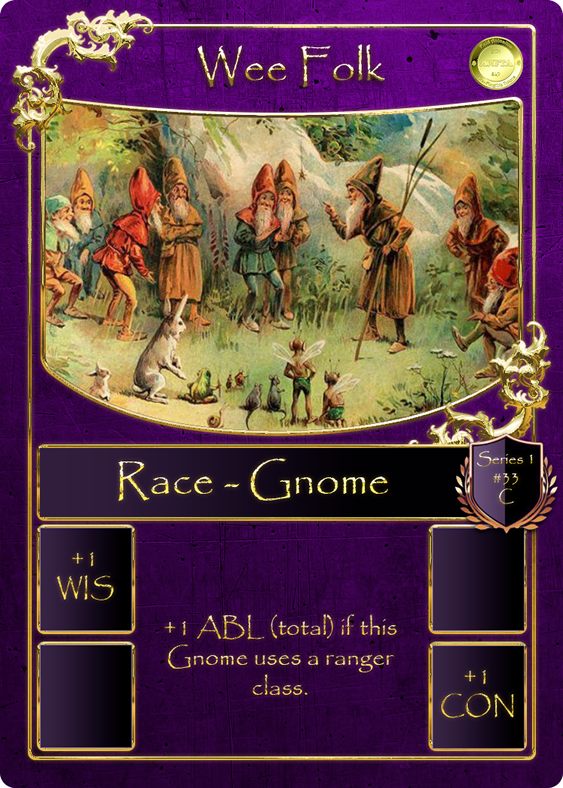 Wee Folk
Race - Gnome
Series 1
#33
C
+1
WIS
+1 ABL (total) if this
Gnome uses a ranger
class.
+1
CON